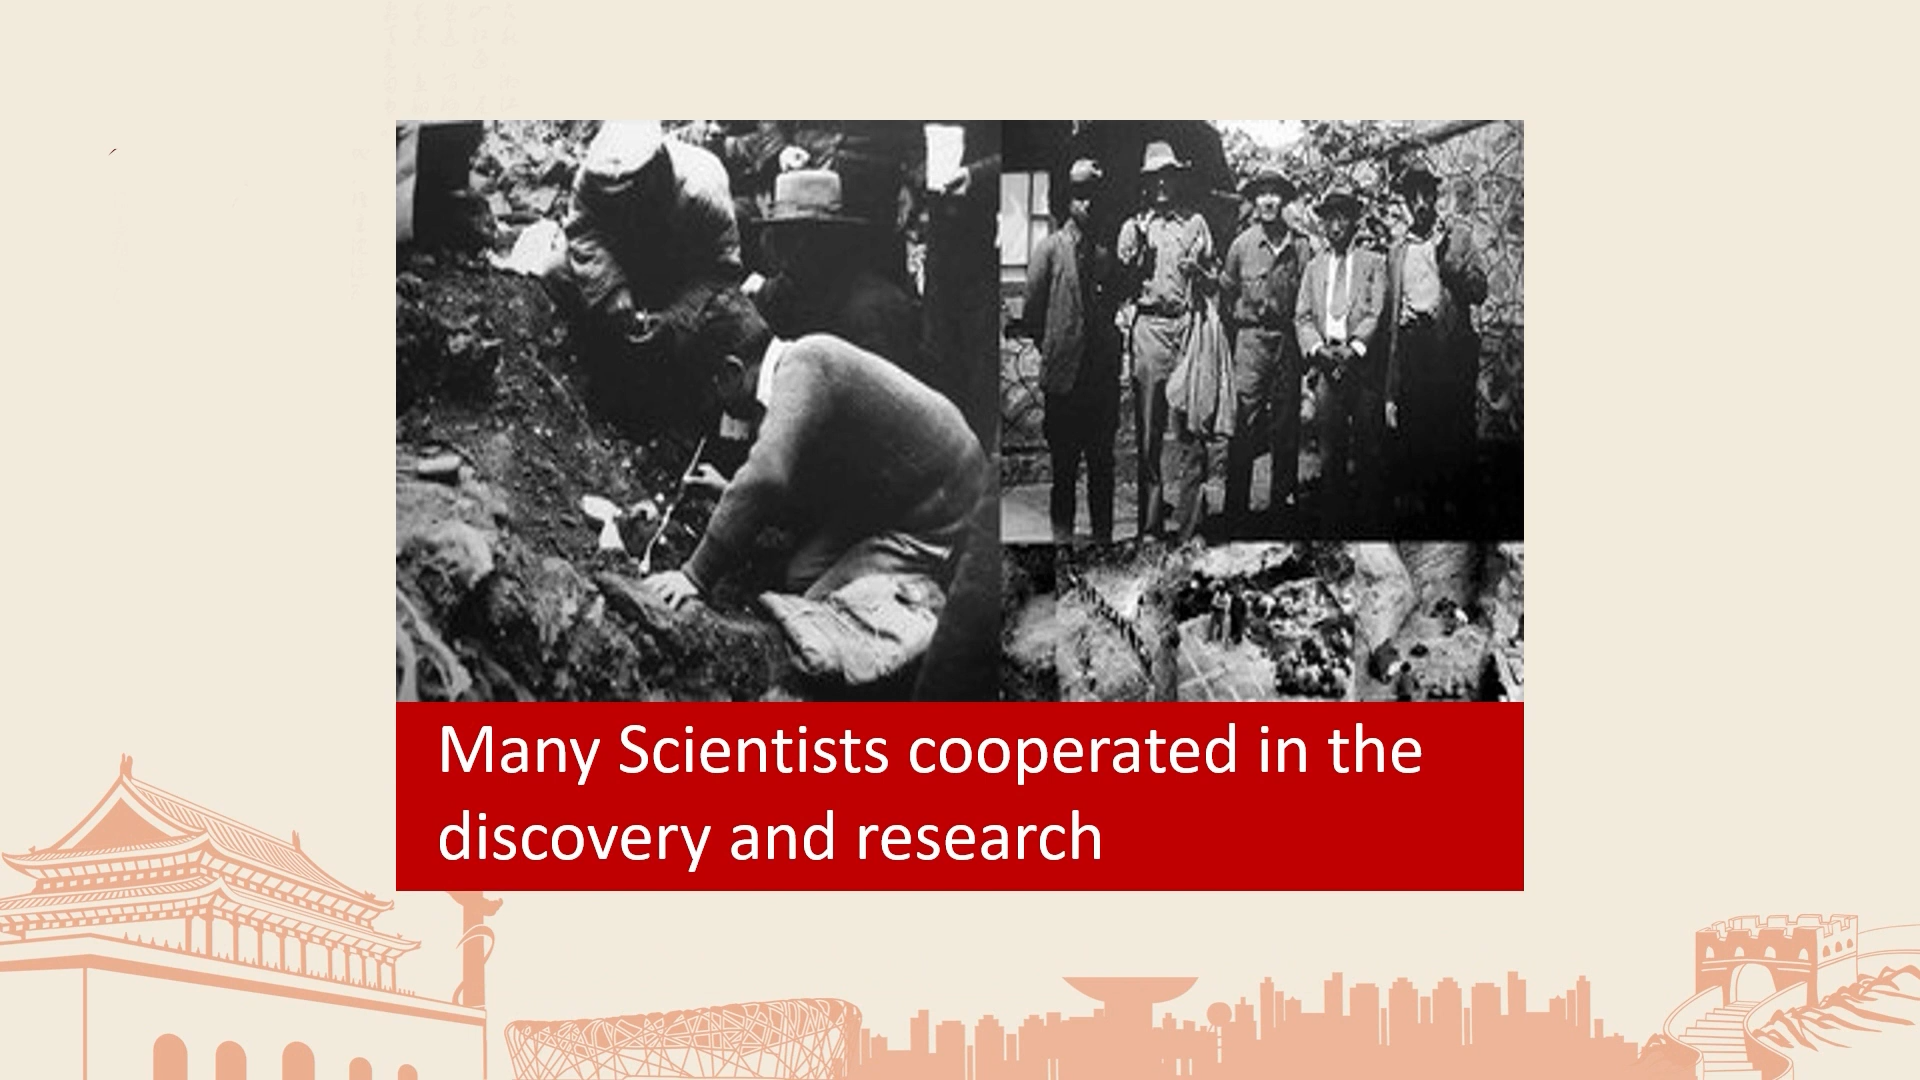 Many Scientists cooperated in the
discovery and research